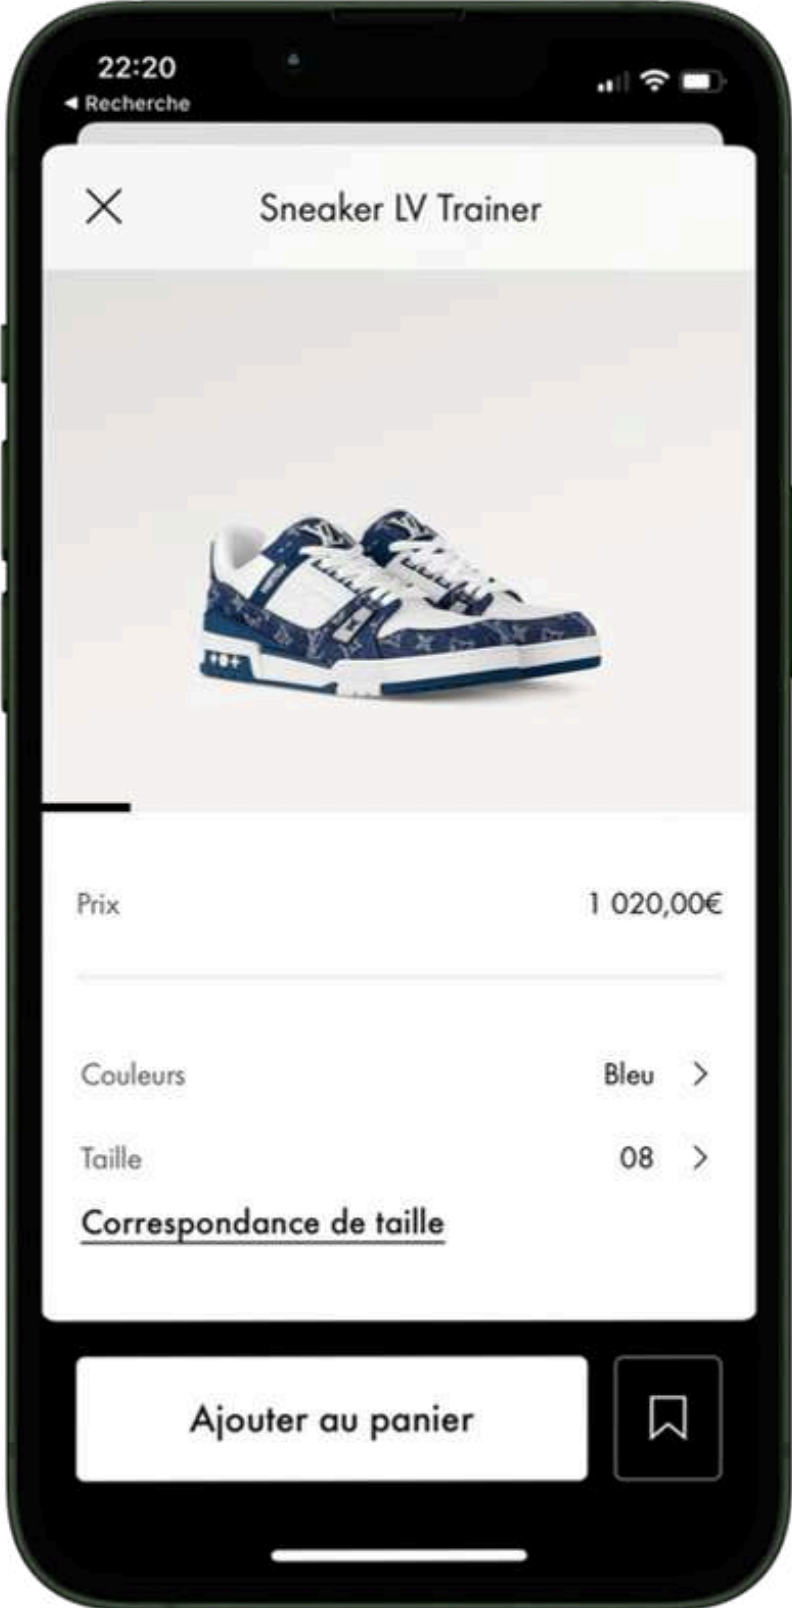 22:20
◀ Recherche
Sneaker LV Trainer
Prix
1 020,00€
Couleurs
Bleu
Taille
08
Correspondance de taille
Ajouter au panier